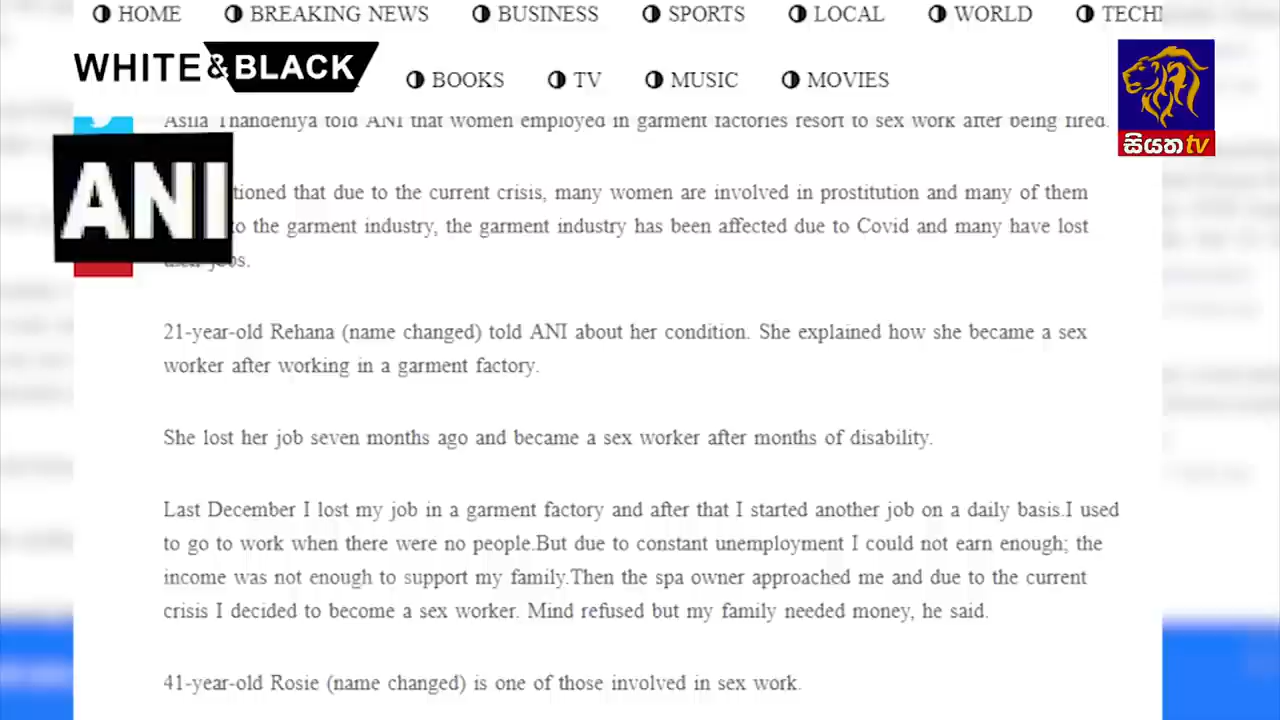 HOME BREAKING NEWS BUSINESS SPORTS LOCAL WORLD
WHITE & BLACK BOOKS TV MUSIC MOVIES
සියත tv
Thandeniya told ANI that women employed in garment factories resort to sex work after being fired.
ANI
that due to the current crisis, many women are involved in prostitution and many of them
the garment industry, the garment industry has been affected due to Covid and many have lost
their jobs.
21-year-old Rehana (name changed) told ANI about her condition. She explained how she became a sex
worker after working in a garment factory.
She lost her job seven months ago and became a sex worker after months of disability.
Last December I lost my job in a garment factory and after that I started another job on a daily basis.I used
to go to work when there were no people.But due to constant unemployment I could not earn enough; the
income was not enough to support my family.Then the spa owner approached me and due to the current
crisis I decided to become a sex worker. Mind refused but my family needed money, he said.
41-year-old Rosie (name changed) is one of those involved in sex work.